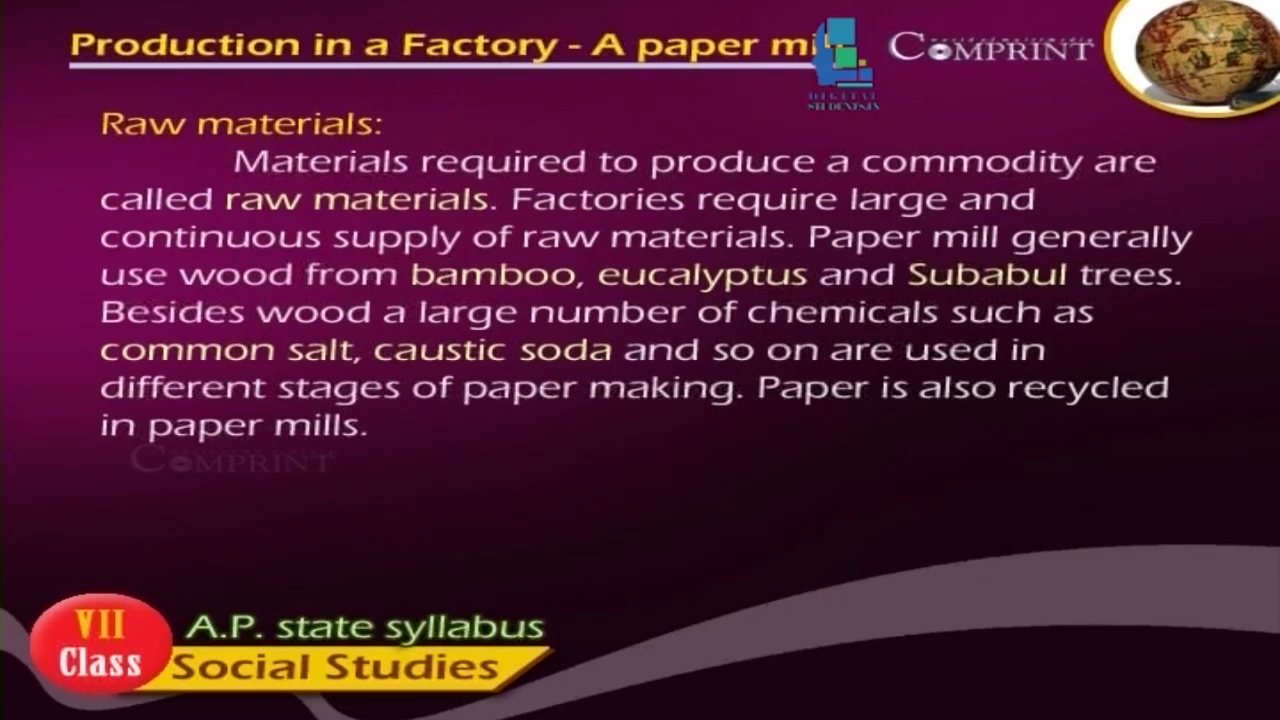 Production in a Factory - A paper mi
COMPRINT
DIGITAL
STUDENTS.IN
Raw materials:
Materials required to produce a commodity are
called raw materials. Factories require large and
continuous supply of raw materials. Paper mill generally
use wood from bamboo, eucalyptus and Subabul trees.
Besides wood a large number of chemicals such as
common salt, caustic soda and so on are used in
different stages of paper making. Paper is also recycled
in paper mills.
COMPRINT
VII
Class
A.P. state syllabus
Social Studies